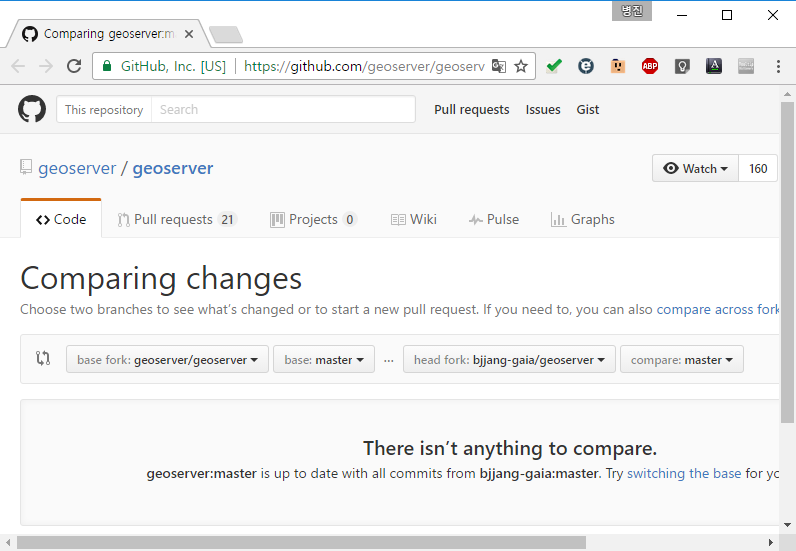 병진
Comparing geoserver:m
GitHub, Inc. [US] https://github.com/geoserver/geoserv
ABP
A
This repository Search Pull requests Issues Gist
geoserver / geoserver Watch 160
Code Pull requests 21 Projects 0 Wiki Pulse Graphs
Comparing changes
Choose two branches to see what's changed or to start a new pull request. If you need to, you can also compare across fork
base fork: geoserver/geoserver base: master ... head fork: bjjang-gaia/geoserver compare: master
There isn't anything to compare.
geoserver:master is up to date with all commits from bjjang-gaia:master. Try switching the base for yo